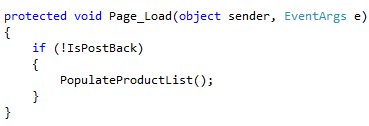 protected void Page_Load(object sender, EventArgs e)
{
    if (!IsPostBack)
    {
        PopulateProductList();
    }
}